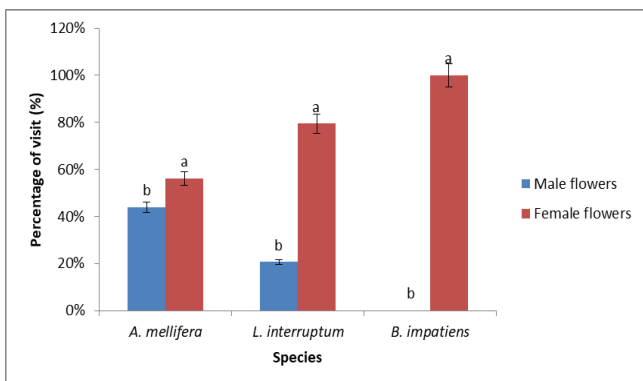 120%
100%
80%
60%
40%
20%
0%
Percentage of visit (%)
b
a
b
a
b
a
A. mellifera
L. interruptum
B. impatiens
Species
Male flowers
Female flowers